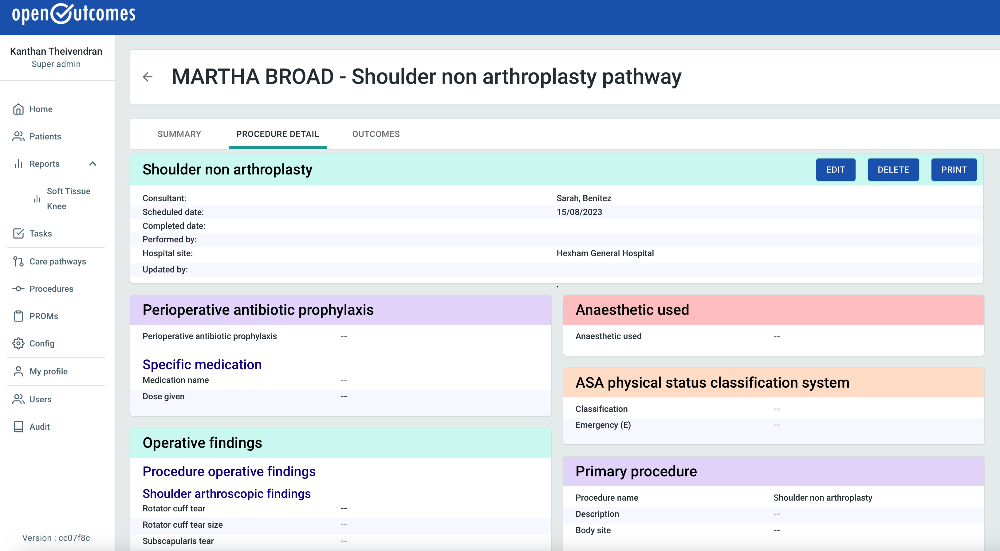 openOutcomes
Kanthan Theivendran
Super admin
Home
Patients
Reports
Soft Tissue
Knee
Tasks
Care pathways
Procedures
PROMs
Config
My profile
Users
Audit
Version : cc07f8c
MARTHA BROAD - Shoulder non arthroplasty pathway
SUMMARY PROCEDURE DETAIL OUTCOMES
Shoulder non arthroplasty EDIT DELETE PRINT
Consultant: Sarah, Benítez
Scheduled date: 15/08/2023
Completed date:
Performed by:
Hospital site: Hexham General Hospital
Updated by:
,
Perioperative antibiotic prophylaxis
Perioperative antibiotic prophylaxis --
Specific medication
Medication name --
Dose given --
Operative findings
Procedure operative findings
Shoulder arthroscopic findings
Rotator cuff tear --
Rotator cuff tear size --
Subscapularis tear --
Anaesthetic used
Anaesthetic used --
ASA physical status classification system
Classification --
Emergency (E) --
Primary procedure
Procedure name Shoulder non arthroplasty
Description --
Body site --